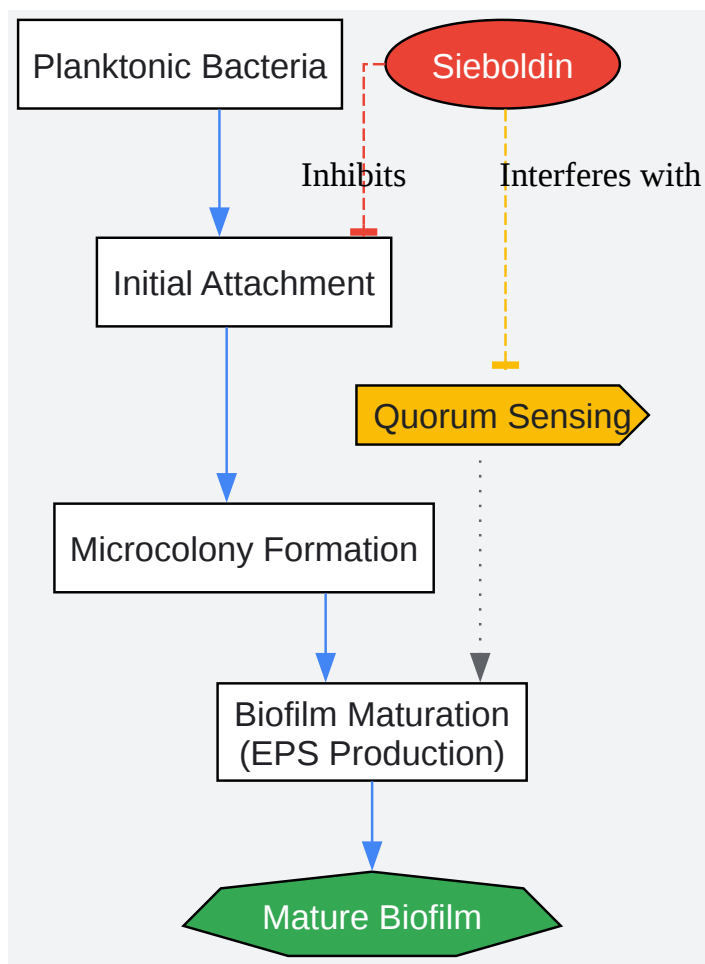 Planktonic Bacteria
Sieboldin
Inhibits
Interferes with
Initial Attachment
Quorum Sensing
Microcolony Formation
Biofilm Maturation
(EPS Production)
Mature Biofilm